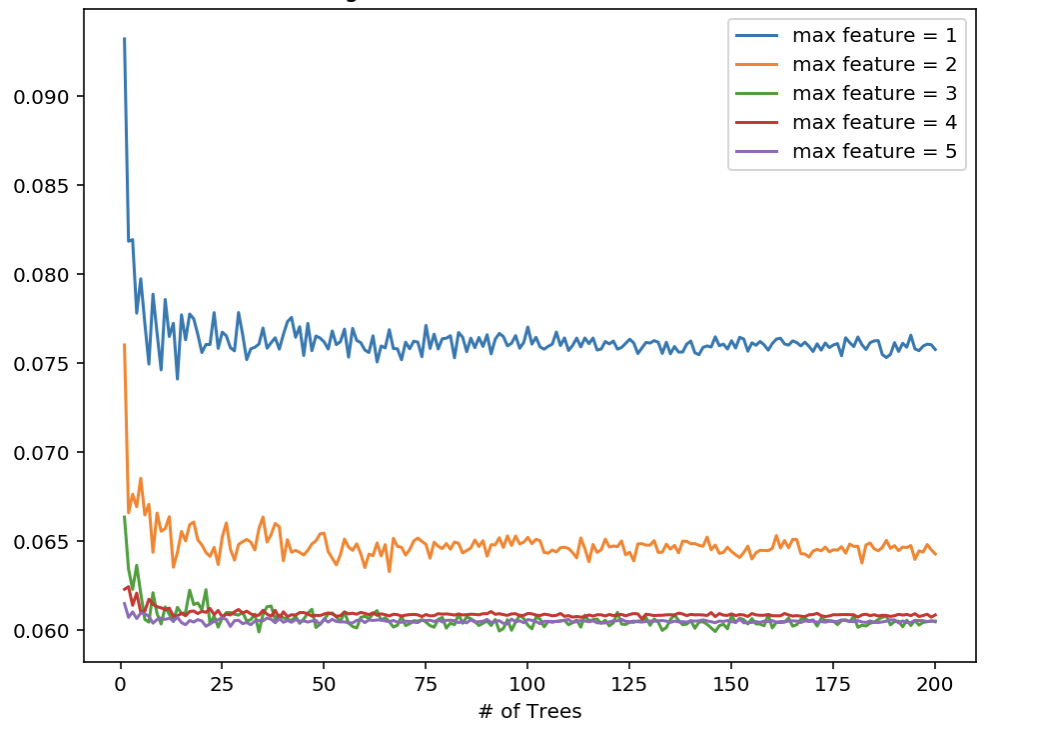 max feature = 1
max feature = 2
max feature = 3
max feature = 4
max feature = 5
0.090
0.085
0.080
0.075
0.070
0.065
0.060
0 25 50 75 100 125 150 175 200
# of Trees